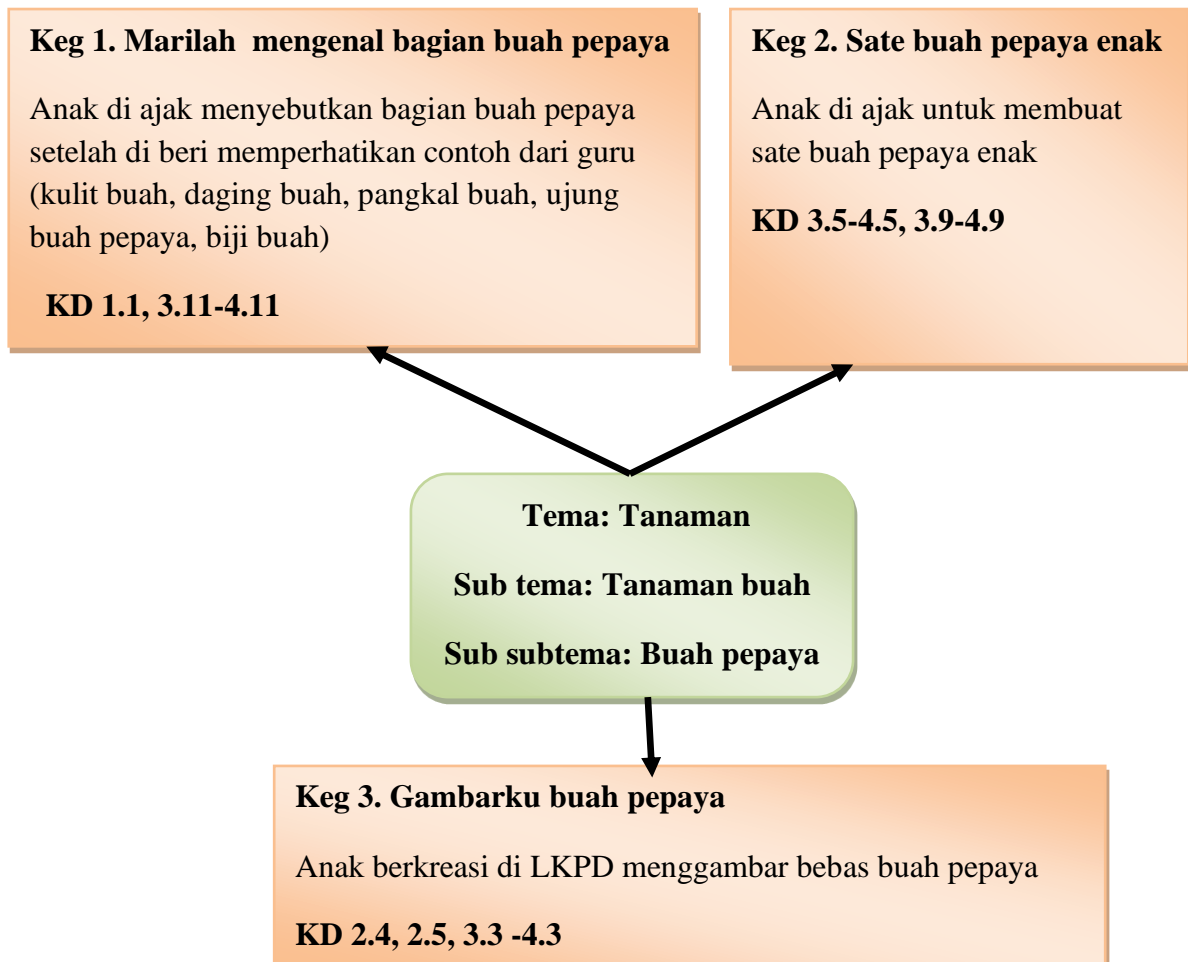 Keg 1. Marilah  mengenal bagian buah pepaya
Anak di ajak menyebutkan bagian buah pepaya
setelah di beri memperhatikan contoh dari guru
(kulit buah, daging buah, pangkal buah, ujung
buah pepaya, biji buah)
KD 1.1, 3.11-4.11
Keg 2. Sate buah pepaya enak
Anak di ajak untuk membuat
sate buah pepaya enak
KD 3.5-4.5, 3.9-4.9
Tema: Tanaman
Sub tema: Tanaman buah
Sub subtema: Buah pepaya
Keg 3. Gambarku buah pepaya
Anak berkreasi di LKPD menggambar bebas buah pepaya
KD 2.4, 2.5, 3.3 -4.3